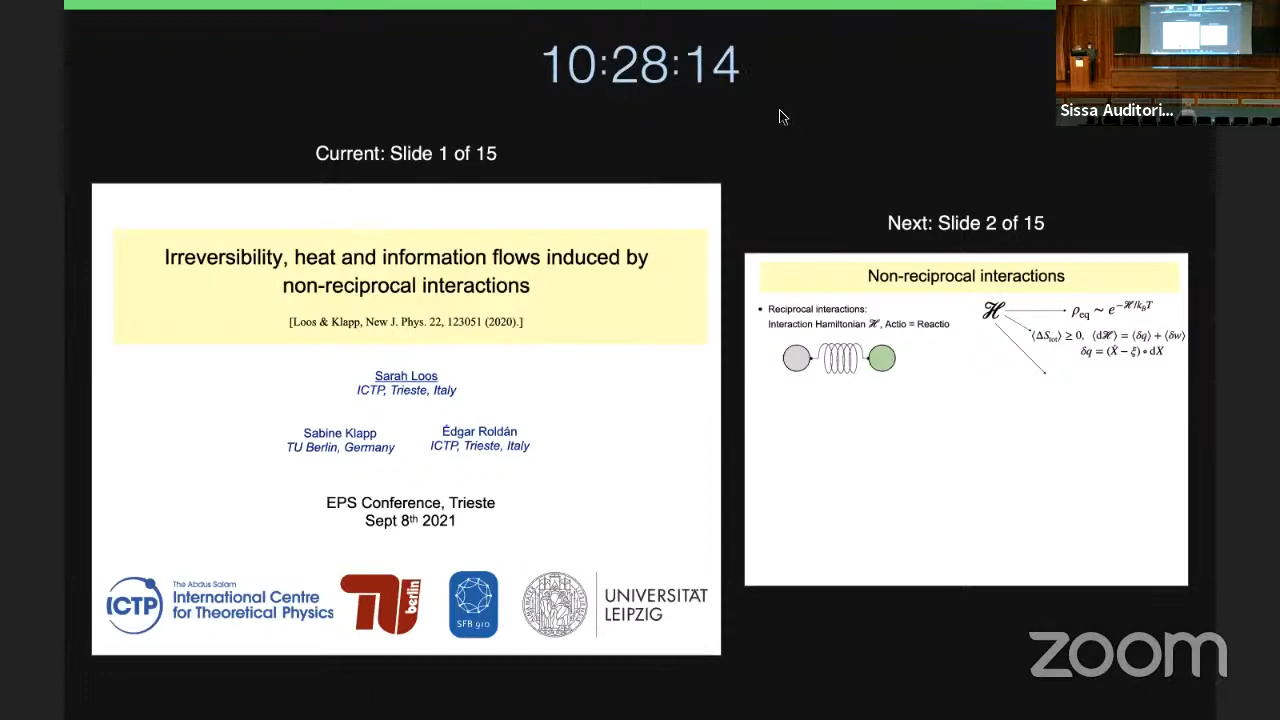 10:28:14
Sissa Auditori...
Current: Slide 1 of 15
Irreversibility, heat and information flows induced by
non-reciprocal interactions
[Loos & Klapp, New J. Phys. 22, 123051 (2020).]
Sarah Loos
ICTP, Trieste, Italy
Sabine Klapp
TU Berlin, Germany
Édgar Roldán
ICTP, Trieste, Italy
EPS Conference, Trieste
Sept 8th 2021
ICTP
The Abdus Salam
International Centre
for Theoretical Physics
TU berlin
SFB 910
UNIVERSITÄT
LEIPZIG
Next: Slide 2 of 15
Non-reciprocal interactions
• Reciprocal interactions:
Interaction Hamiltonian ℋ, Actio = Reactio
ℋ
ρeq ∼ e^−ℋ/kBT
⟨ΔStot⟩ ≥ 0, ⟨dℋ⟩ = ⟨δq⟩ + ⟨δw⟩
δq = (Ẋ − ξ) ∘ dX
zoom